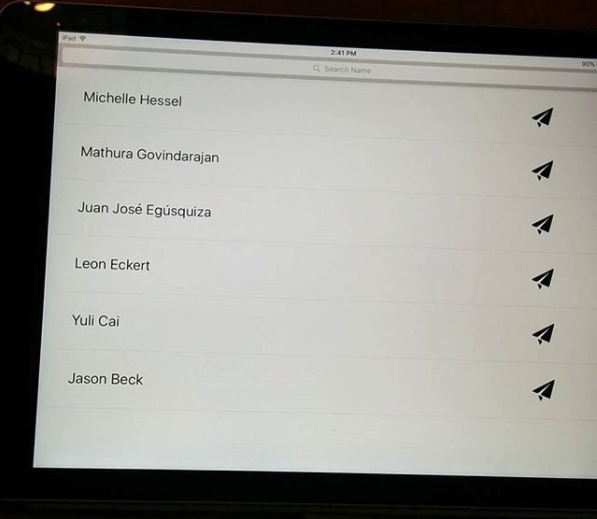 iPad
2:41 PM
90%
Search Name
Michelle Hessel
Mathura Govindarajan
Juan José Egúsquiza
Leon Eckert
Yuli Cai
Jason Beck